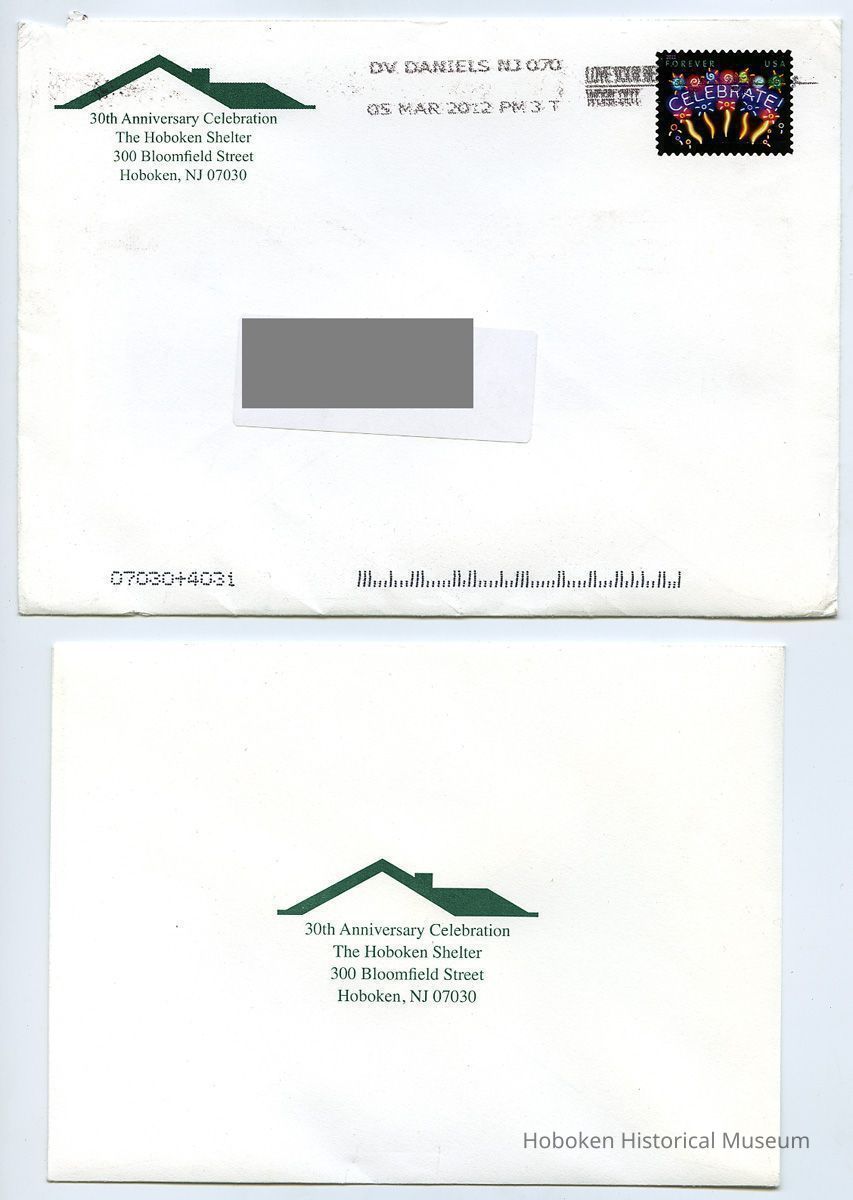 30th Anniversary Celebration
The Hoboken Shelter
300 Bloomfield Street
Hoboken, NJ 07030
DV DANIELS NJ 070
05 MAR 2012 PM 3 T
FOREVER USA
CELEBRATE!
07030+4031
30th Anniversary Celebration
The Hoboken Shelter
300 Bloomfield Street
Hoboken, NJ 07030
Hoboken Historical Museum